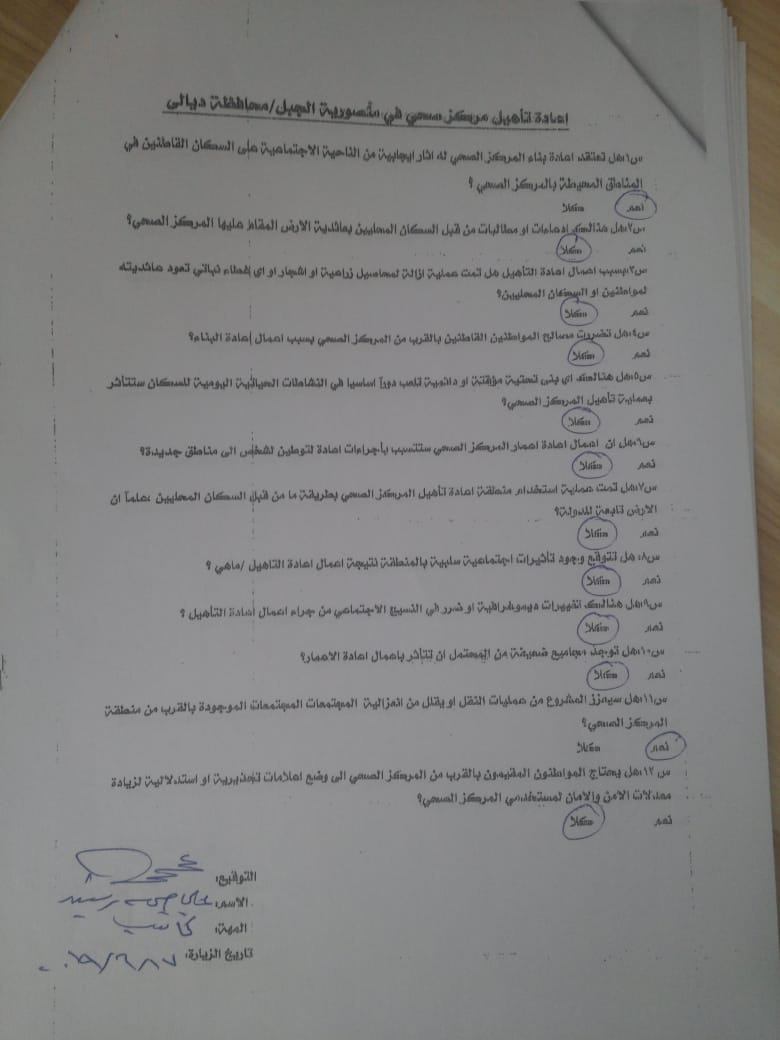 اعادة تأهيل مركز صحي في منصورية الجبل/محافظة ديالى
س١:هل تعتقد اعادة بناء المركز الصحي له اثار ايجابية من الناحية الاجتماعية على السكان القاطنين في
المناطق المحيطة بالمركز الصحي ؟
نعم كلا
س٢:هل هنالك ادعاءات او مطالبات من قبل السكان المحليين بعائدية الارض المقام عليها المركز الصحي؟
نعم كلا
س٣:بسبب اعمال اعادة التأهيل هل تمت عملية ازالة لمحاصيل زراعية او اشجار او اي غطاء نباتي تعود عائديته
لمواطنين او السكان المحليين؟
نعم كلا
س٤:هل تضررت مصالح المواطنين القاطنين بالقرب من المركز الصحي بسبب اعمال إعادة البناء؟
نعم كلا
س٥:هل هنالك اي بنى تحتية مؤقتة او دائمية تلعب دوراً اساسيا في النشاطات الحياتية اليومية للسكان ستتأثر
بعملية تأهيل المركز الصحي؟
نعم كلا
س٦:هل ان اعمال اعادة اعمار المركز الصحي ستتسبب بأجراءات اعادة لتوطين لشخص الى مناطق جديدة؟
نعم كلا
س٧:هل تمت عملية استخدام منطقة اعادة تأهيل المركز الصحي بطريقة ما من قبل السكان المحليين ،علماً ان
الارض تابعة للدولة؟
نعم كلا
س٨: هل تتوقع وجود تأثيرات اجتماعية سلبية بالمنطقة نتيجة اعمال اعادة التاهيل /ماهي ؟
نعم كلا
س٩:هل هنالك تغييرات ديموغرافية او ضرر في النسيج الاجتماعي من جراء اعمال إعادة التأهيل ؟
نعم كلا
س١٠:هل توجد مجاميع ضعيفة من المحتمل ان تتأثر باعمال اعادة الاعمار؟
نعم كلا
س١١:هل سيعزز المشروع من عمليات النقل او يقلل من انعزالية المجتمعات المجتمعات الموجودة بالقرب من منطقة
المركز الصحي؟
نعم كلا
س١٢:هل يحتاج المواطنون المقيمون بالقرب من المركز الصحي الى وضع اعلامات تحذيرية او استدلالية لزيادة
معدلات الامن والامان لمستخدمي المركز الصحي؟
نعم كلا
التوقيع:
الاسم: علي رشيد
المهة: كاسب
تاريخ الزيارة: